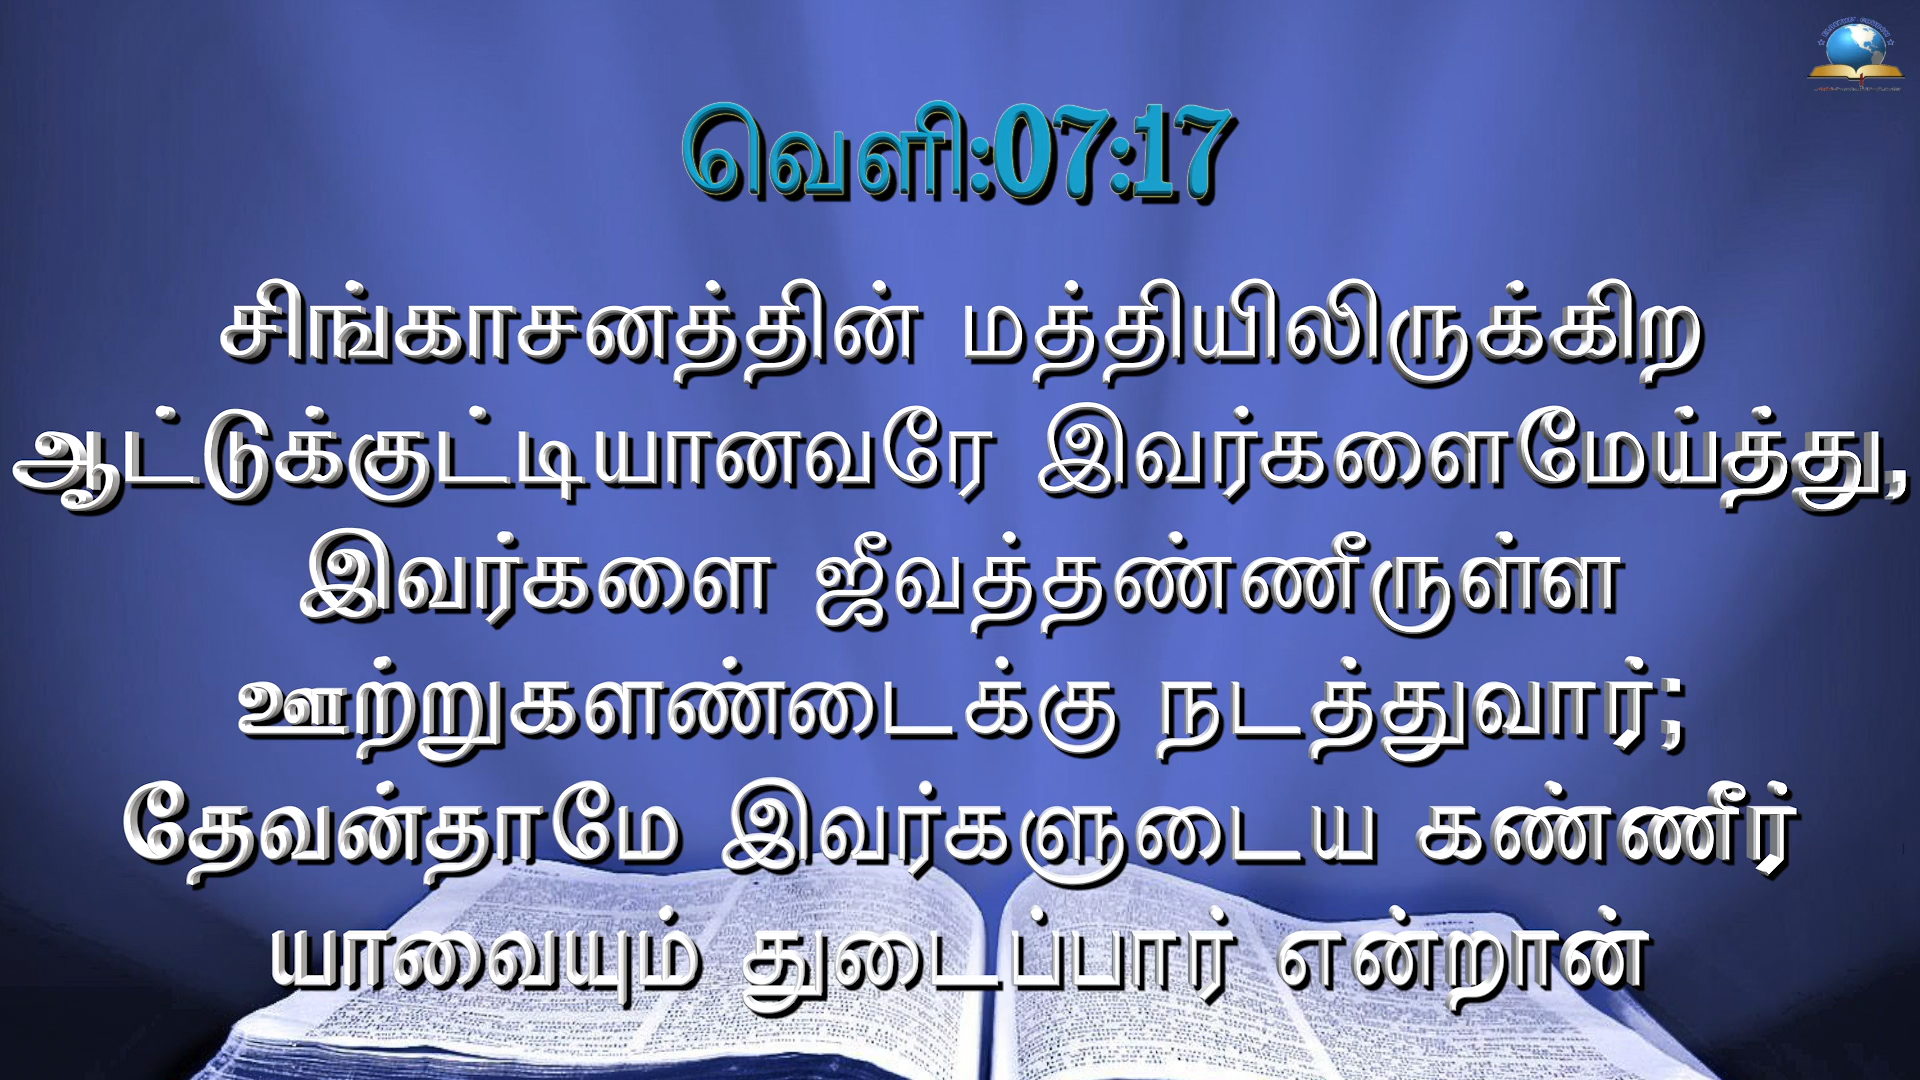 வெளி:07:17
சிங்காசனத்தின் மத்தியிலிருக்கிற
ஆட்டுக்குட்டியானவரே இவர்களைமேய்த்து,
இவர்களை ஜீவத்தண்ணீருள்ள
ஊற்றுகளண்டைக்கு நடத்துவார்;
தேவன்தாமே இவர்களுடைய கண்ணீர்
யாவையும் துடைப்பார் என்றான்